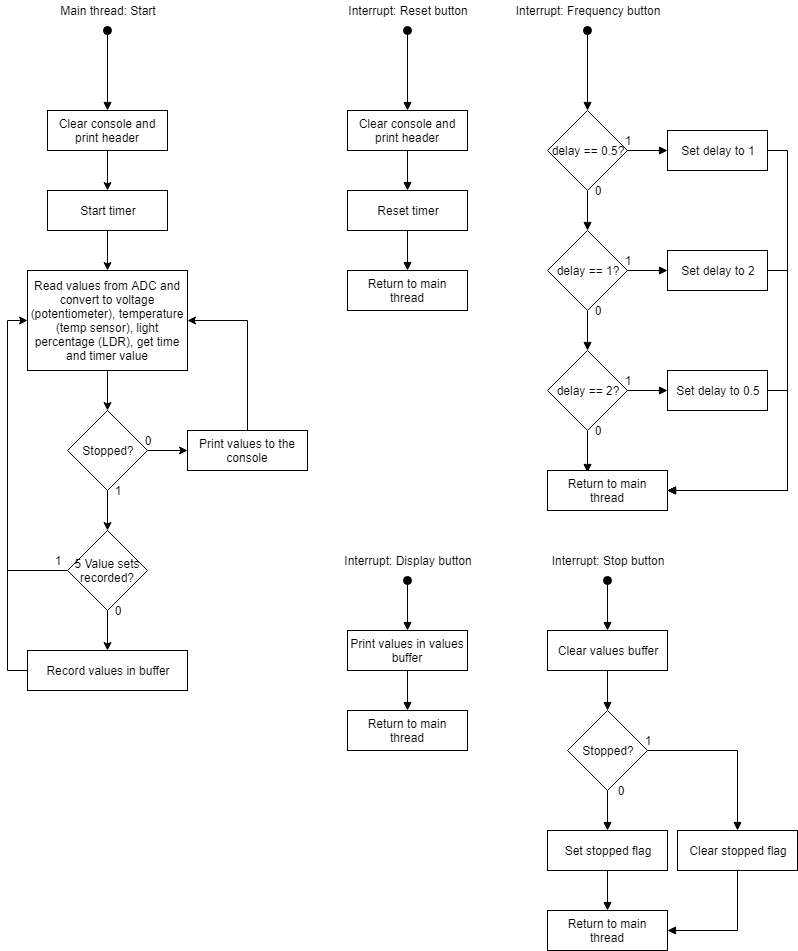 Main thread: Start
Clear console and
print header
Start timer
Read values from ADC and
convert to voltage
(potentiometer), temperature
(temp sensor), light
percentage (LDR), get time
and timer value
Stopped?
0
Print values to the
console
1
5 Value sets
recorded?
1
0
Record values in buffer
Interrupt: Reset button
Clear console and
print header
Reset timer
Return to main
thread
Interrupt: Frequency button
delay == 0.5?
1
Set delay to 1
0
delay == 1?
1
Set delay to 2
0
delay == 2?
1
Set delay to 0.5
0
Return to main
thread
Interrupt: Display button
Print values in values
buffer
Return to main
thread
Interrupt: Stop button
Clear values buffer
Stopped?
1
0
Set stopped flag
Clear stopped flag
Return to main
thread